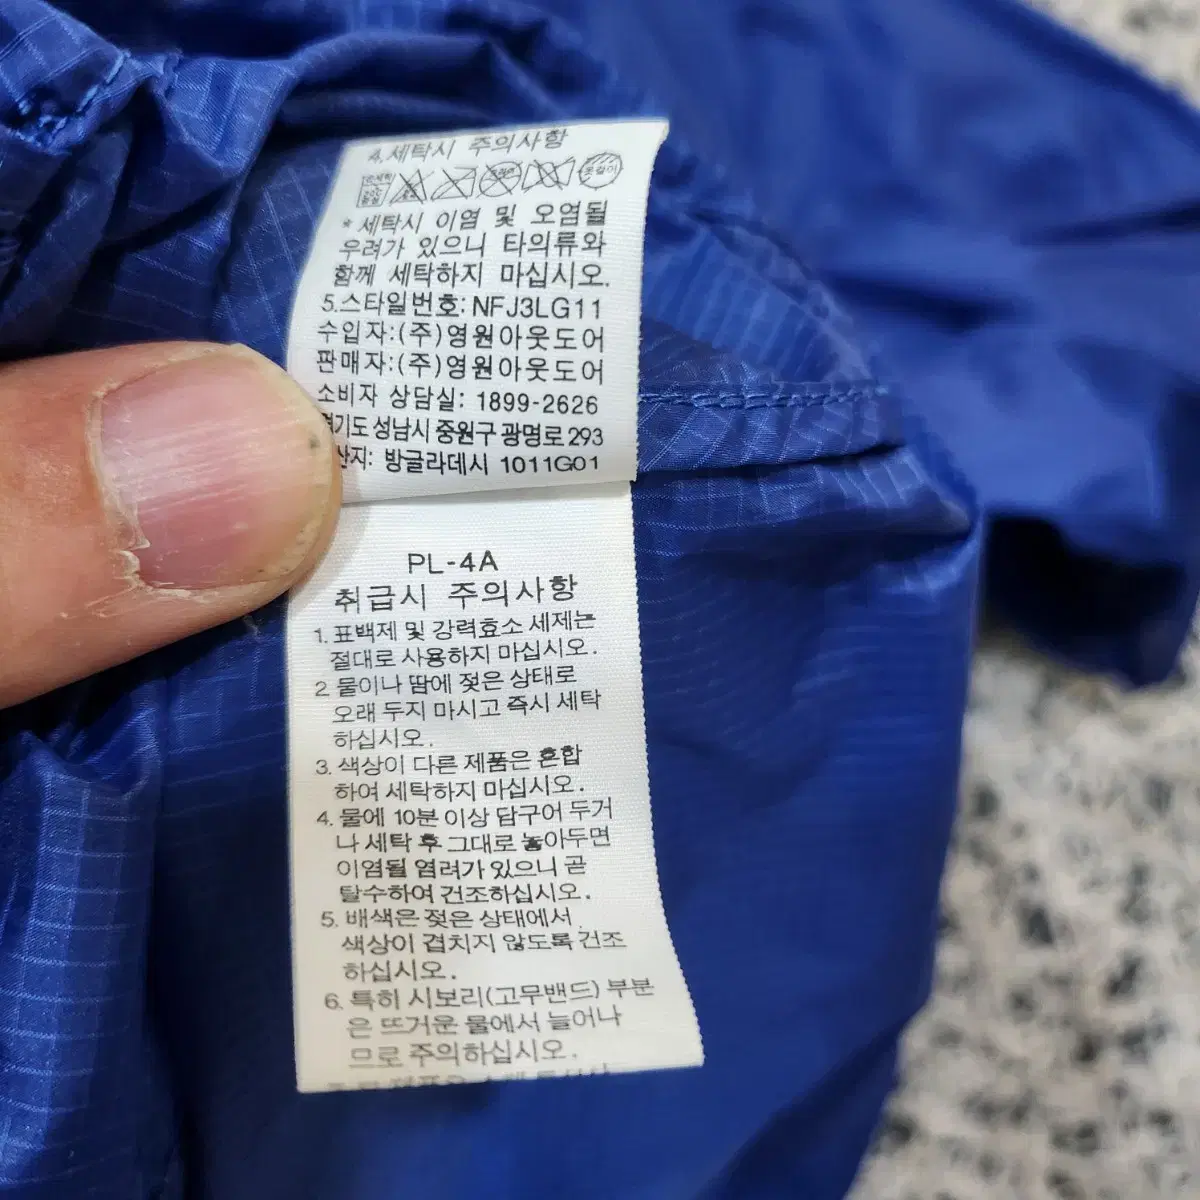 4.세탁시 주의사항
* 세탁시 이염 및 오염될
우려가 있으니 타의류와
함께 세탁하지 마십시오.
5.스타일번호: NFJ3LG11
수입자:(주)영원아웃도어
판매자:(주)영원아웃도어
소비자 상담실: 1899-2626
경기도 성남시 중원구 광명로 293
산지: 방글라데시 1011G01
PL-4A
취급시 주의사항
1. 표백제 및 강력효소 세제는
절대로 사용하지 마십시오.
2 물이나 땀에 젖은 상태로
오래 두지 마시고 즉시 세탁
하십시오.
3. 색상이 다른 제품은 혼합
하여 세탁하지 마십시오.
4. 물에 10분 이상 담구어 두거
나 세탁 후 그대로 놓아두면
이염될 염려가 있으니 곧
탈수하여 건조하십시오.
5. 배색은 젖은 상태에서
색상이 겹치지 않도록 건조
하십시오.
6. 특히 시보리(고무밴드) 부분
은 뜨거운 물에서 늘어나
므로 주의하십시오.